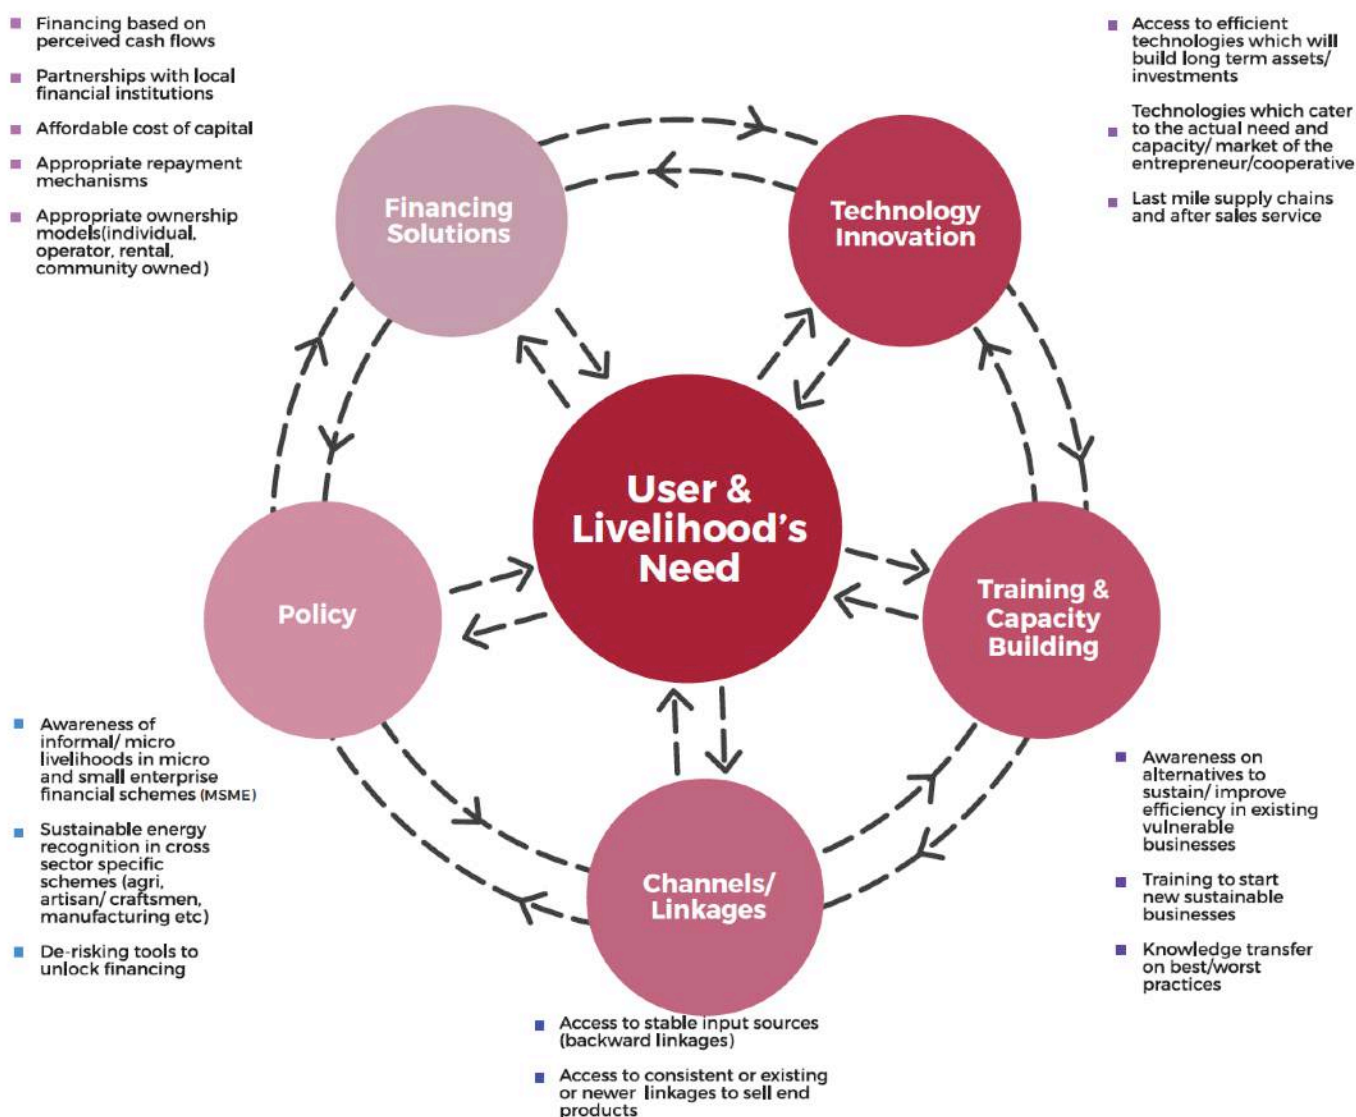 Financing based on
perceived cash flows
Partnerships with local
financial institutions
Affordable cost of capital
Appropriate repayment
mechanisms
Appropriate ownership
models(individual,
operator, rental,
community owned)
Access to efficient
technologies which will
build long term assets/
investments
Technologies which cater
to the actual need and
capacity/ market of the
entrepreneur/cooperative
Last mile supply chains
and after sales service
Financing
Solutions
Technology
Innovation
User &
Livelihood's
Need
Policy
Training &
Capacity
Building
Channels/
Linkages
Awareness of
informal/ micro
livelihoods in micro
and small enterprise
financial schemes (MSME)
Sustainable energy
recognition in cross
sector specific
schemes (agri,
artisan/ craftsmen,
manufacturing etc)
De-risking tools to
unlock financing
Awareness on
alternatives to
sustain/ improve
efficiency in existing
vulnerable
businesses
Training to start
new sustainable
businesses
Knowledge transfer
on best/worst
practices
Access to stable input sources
(backward linkages)
Access to consistent or existing
or newer linkages to sell end
products